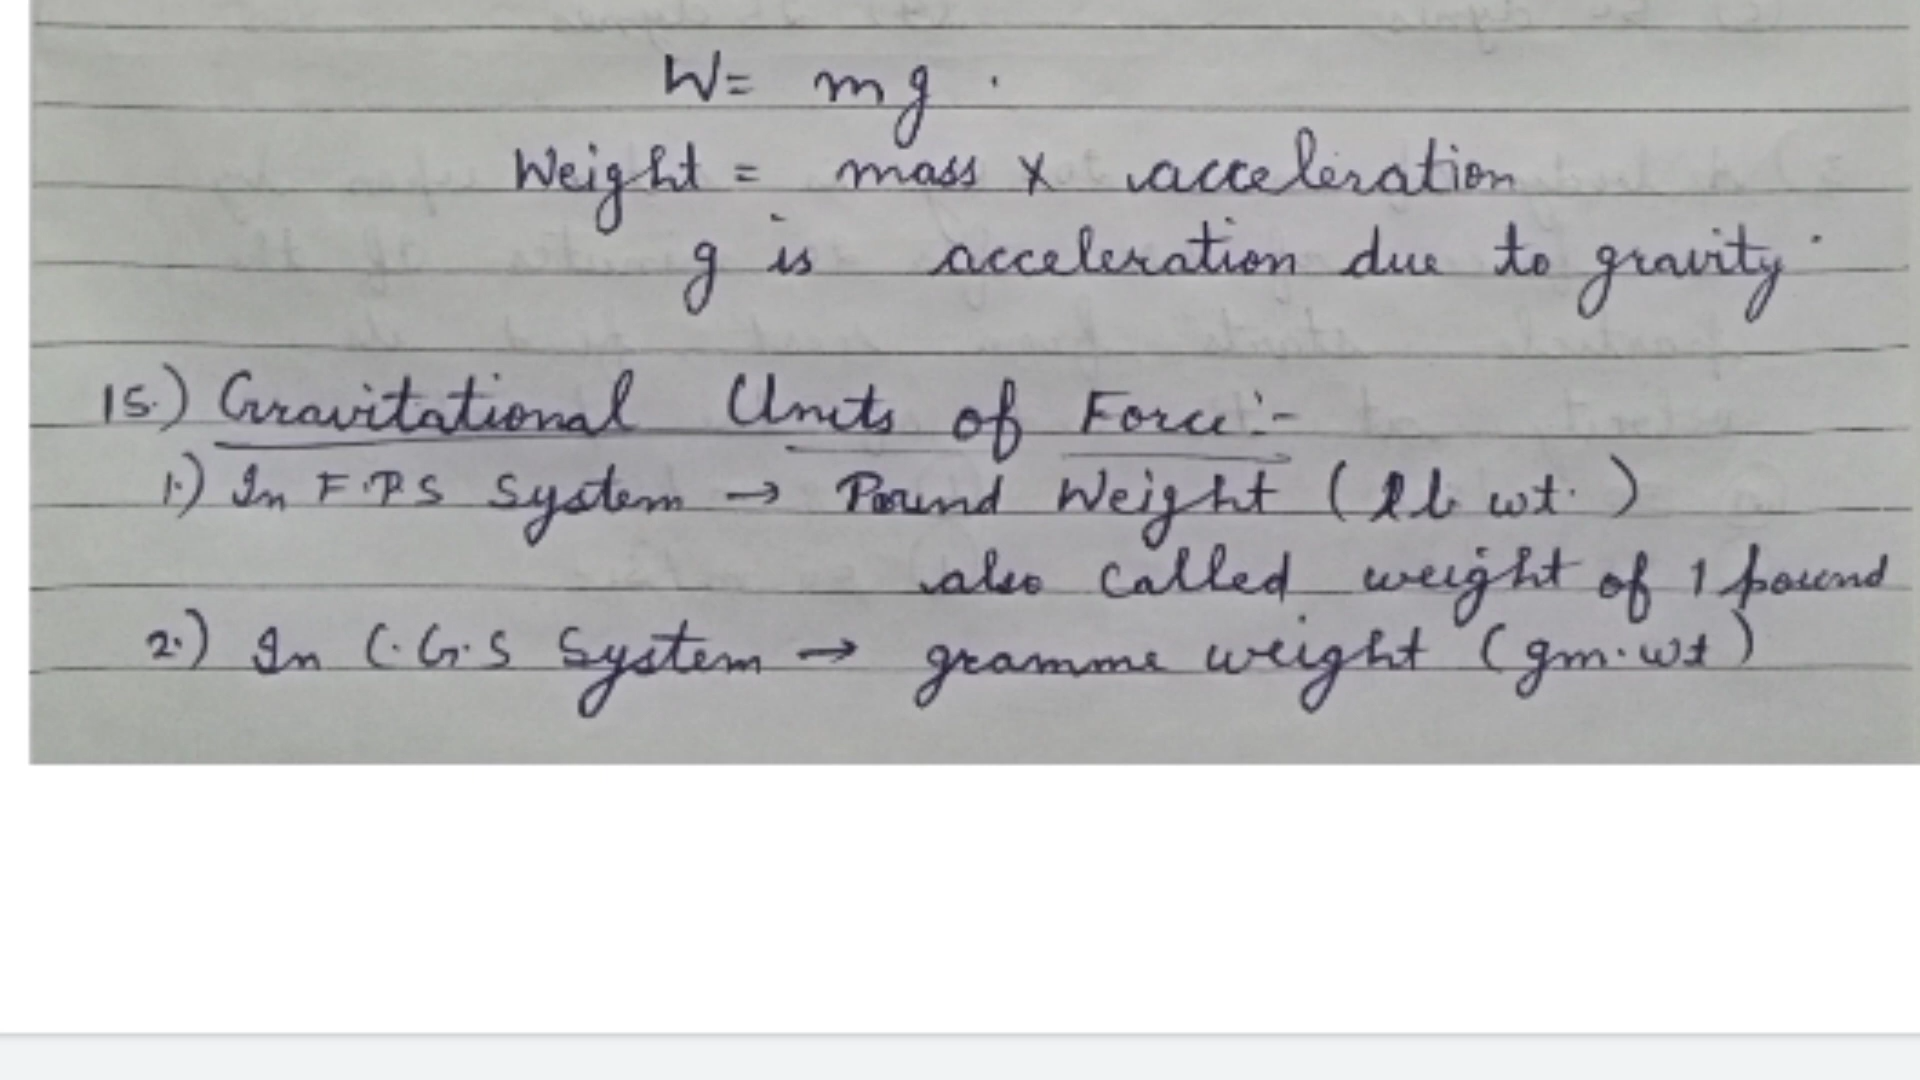 W = mg.
Weight = mass x acceleration
g is acceleration due to gravity.
15.) Gravitational Units of Force:-
1.) In F.P.S System → Pound Weight (lb wt.)
also called weight of 1 pound
2.) In C.G.S System → gramme weight (gm.wt)